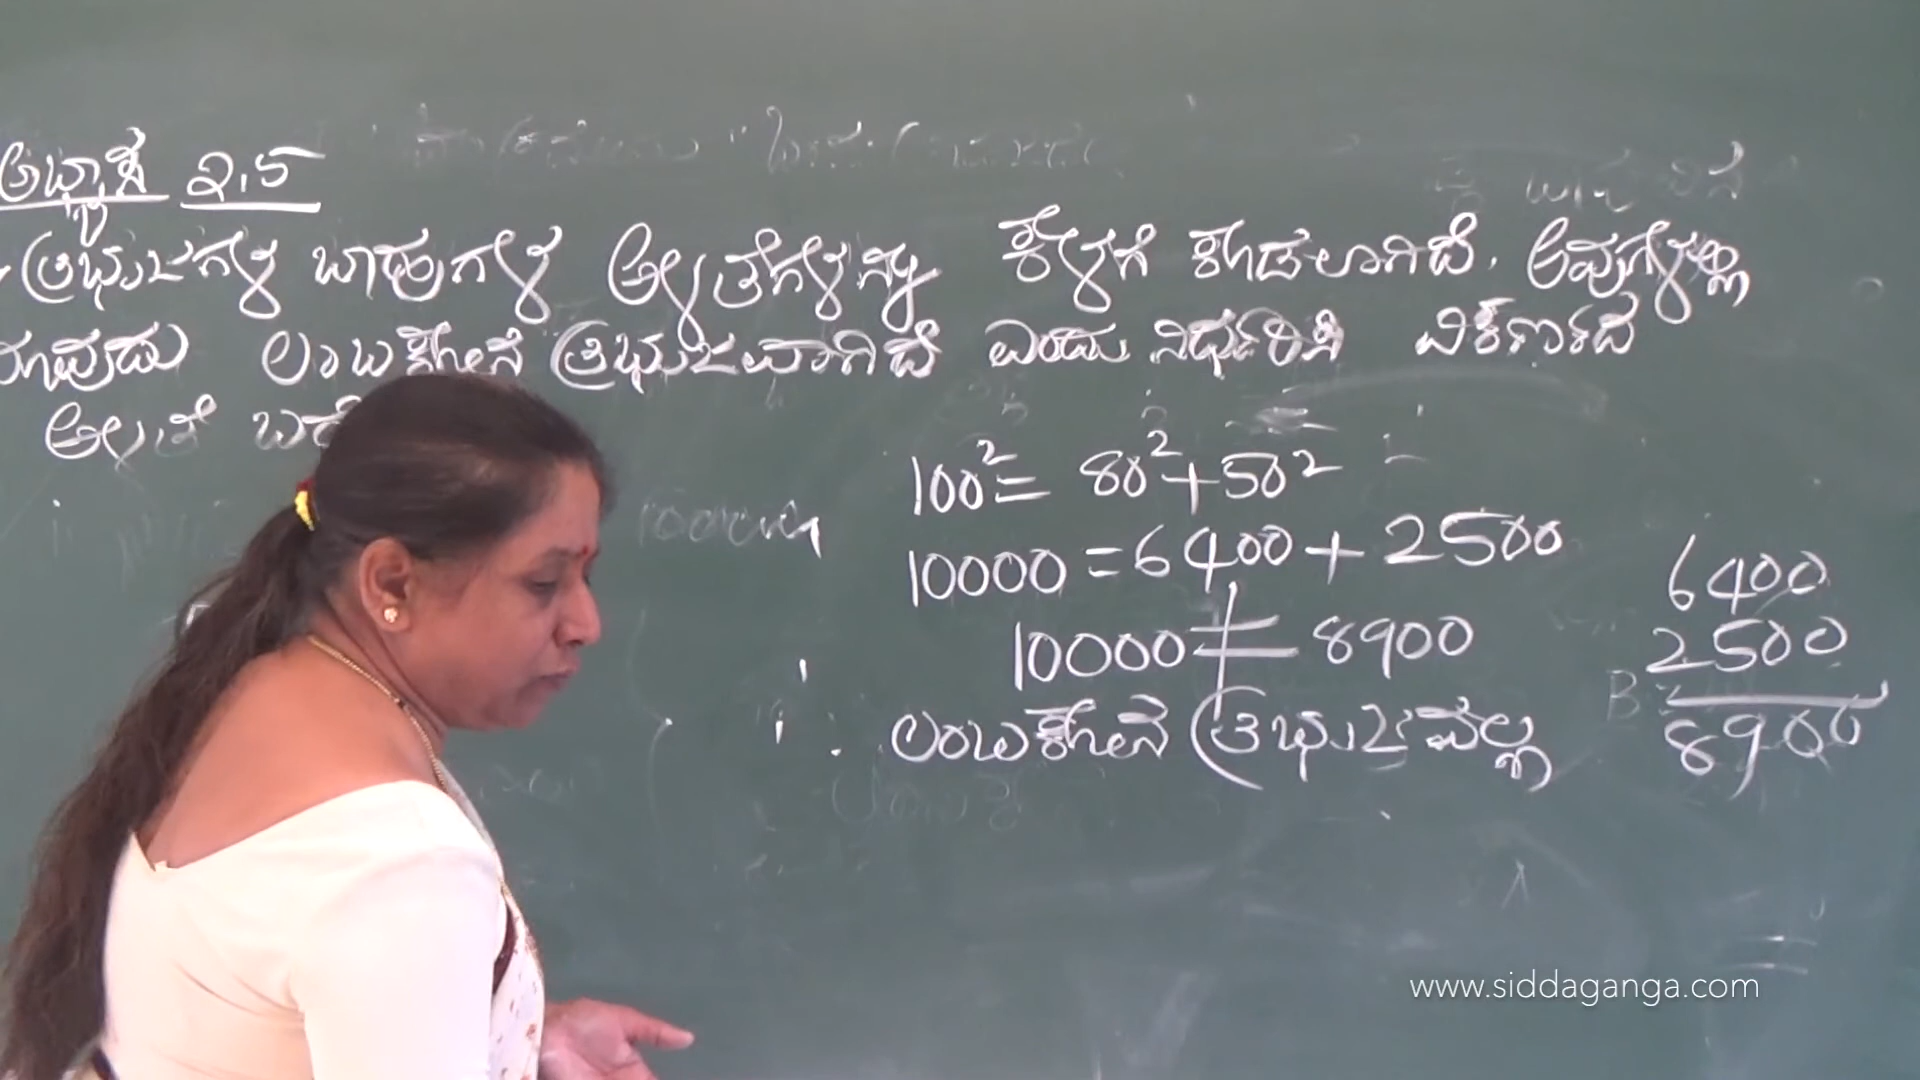 ಅಭ್ಯಾಸ 2.5
ತ್ರಿಭುಜಗಳ ಬಾಹುಗಳ ಅಳತೆಗಳನ್ನು ಕೆಳಗೆ ಕೊಡಲಾಗಿದೆ. ಅವುಗಳಲ್ಲಿ
ಯಾವುದು ಲಂಬಕೋನ ತ್ರಿಭುಜವಾಗಿದೆ ಎಂದು ನಿರ್ಧರಿಸಿ ವಿಕರ್ಣದ
ಅಳತೆ
100² = 80² + 50²
10000 = 6400 + 2500
10000 ≠ 8900
∴ ಲಂಬಕೋನ ತ್ರಿಭುಜವಲ್ಲ
6400
2500
8900
www.siddaganga.com